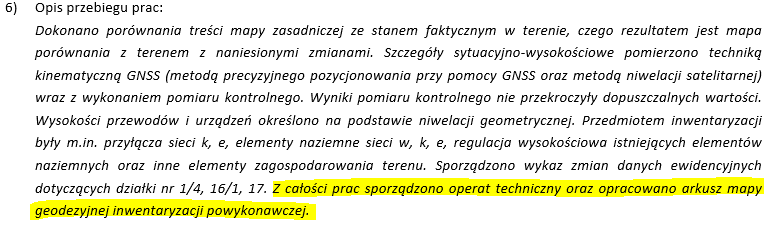 6) Opis przebiegu prac:
Dokonano porównania treści mapy zasadniczej ze stanem faktycznym w terenie, czego rezultatem jest mapa
porównania z terenem z naniesionymi zmianami. Szczegóły sytuacyjno-wysokościowe pomierzono techniką
kinematyczną GNSS (metodą precyzyjnego pozycjonowania przy pomocy GNSS oraz metodą niwelacji satelitarnej)
wraz z wykonaniem pomiaru kontrolnego. Wyniki pomiaru kontrolnego nie przekroczyły dopuszczalnych wartości.
Wysokości przewodów i urządzeń określono na podstawie niwelacji geometrycznej. Przedmiotem inwentaryzacji
były m.in. przyłącza sieci k, e, elementy naziemne sieci w, k, e, regulacja wysokościowa istniejących elementów
naziemnych oraz inne elementy zagospodarowania terenu. Sporządzono wykaz zmian danych ewidencyjnych
dotyczących działki nr 1/4, 16/1, 17. Z całości prac sporządzono operat techniczny oraz opracowano arkusz mapy
geodezyjnej inwentaryzacji powykonawczej.